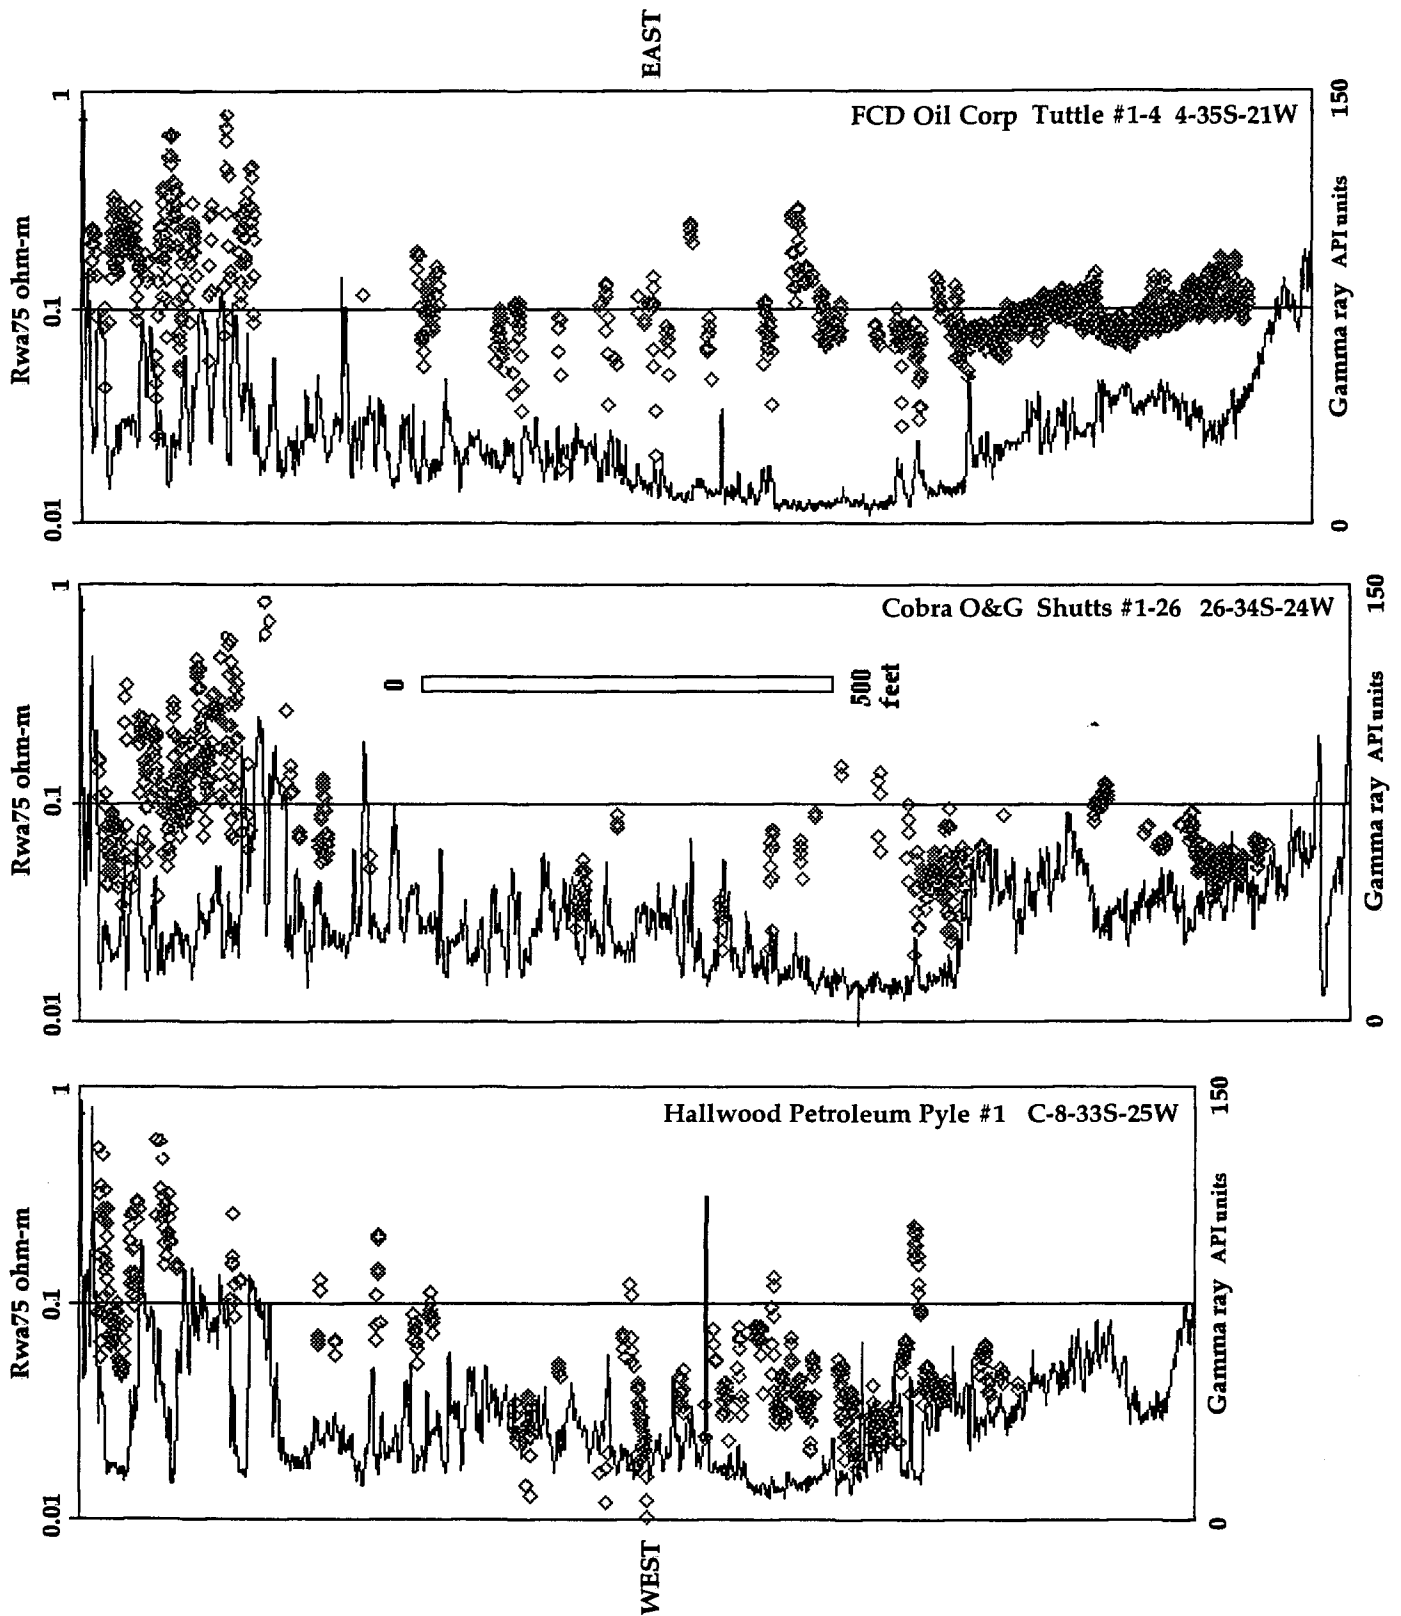 EAST
Rwa75 ohm-m
1
0.1
0.01
FCD Oil Corp Tuttle #1-4 4-35S-21W
150
Gamma ray API units
0
Rwa75 ohm-m
1
0.1
0.01
Cobra O&G Shutts #1-26 26-34S-24W
0
500
feet
150
Gamma ray API units
0
Rwa75 ohm-m
1
0.1
0.01
Hallwood Petroleum Pyle #1 C-8-33S-25W
150
Gamma ray API units
0
WEST